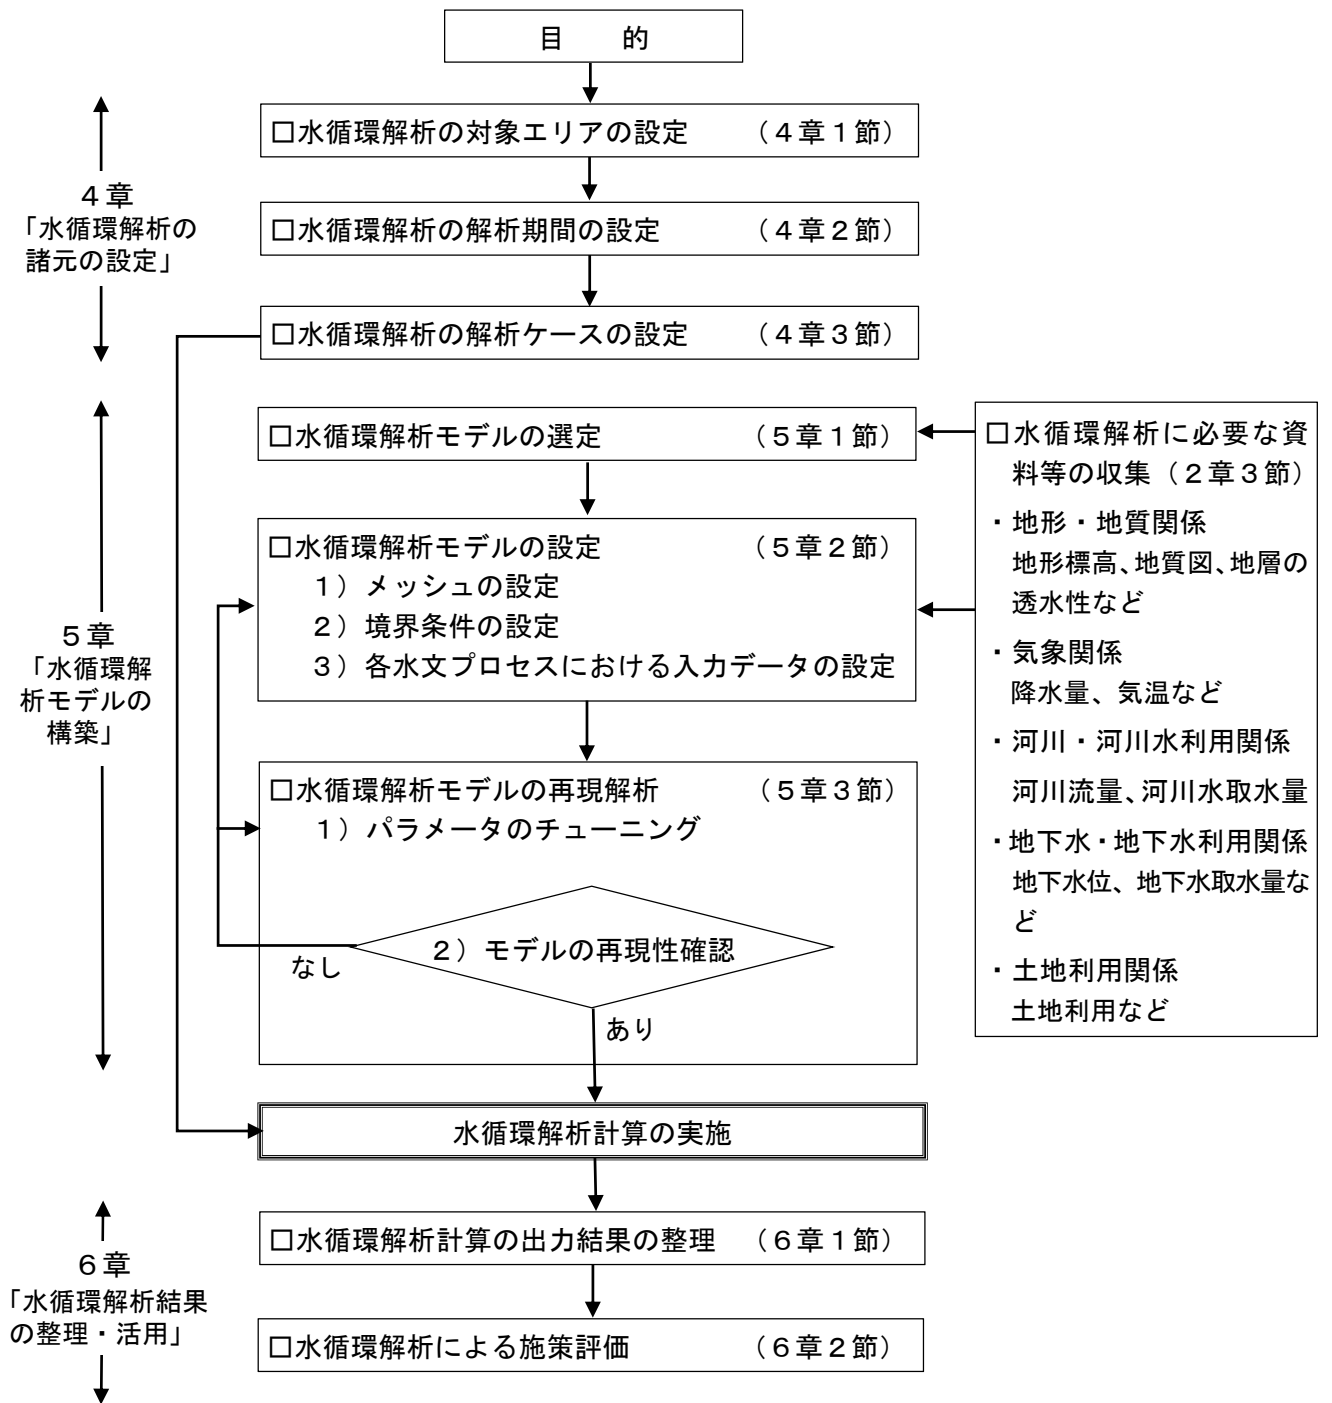 目　　的
□水循環解析の対象エリアの設定　　（４章１節）
４章
「水循環解析の
諸元の設定」
□水循環解析の解析期間の設定　　（４章２節）
□水循環解析の解析ケースの設定　　（４章３節）
５章
「水循環解
析モデルの
構築」
□水循環解析モデルの選定　　（５章１節）
□水循環解析モデルの設定　　（５章２節）
１）メッシュの設定
２）境界条件の設定
３）各水文プロセスにおける入力データの設定
□水循環解析モデルの再現解析　　（５章３節）
１）パラメータのチューニング
２）モデルの再現性確認
なし
あり
□水循環解析に必要な資
料等の収集（２章３節）
・地形・地質関係
地形標高、地質図、地層の
透水性など
・気象関係
降水量、気温など
・河川・河川水利用関係
河川流量、河川水取水量
・地下水・地下水利用関係
地下水位、地下水取水量な
ど
・土地利用関係
土地利用など
水循環解析計算の実施
６章
「水循環解析結果
の整理・活用」
□水循環解析計算の出力結果の整理　（６章１節）
□水循環解析による施策評価　　（６章２節）